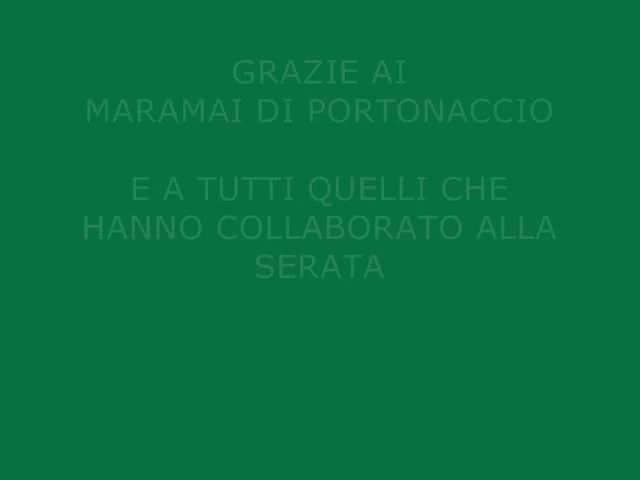 GRAZIE AI
MARAMAI DI PORTONACCIO
E A TUTTI QUELLI CHE
HANNO COLLABORATO ALLA
SERATA